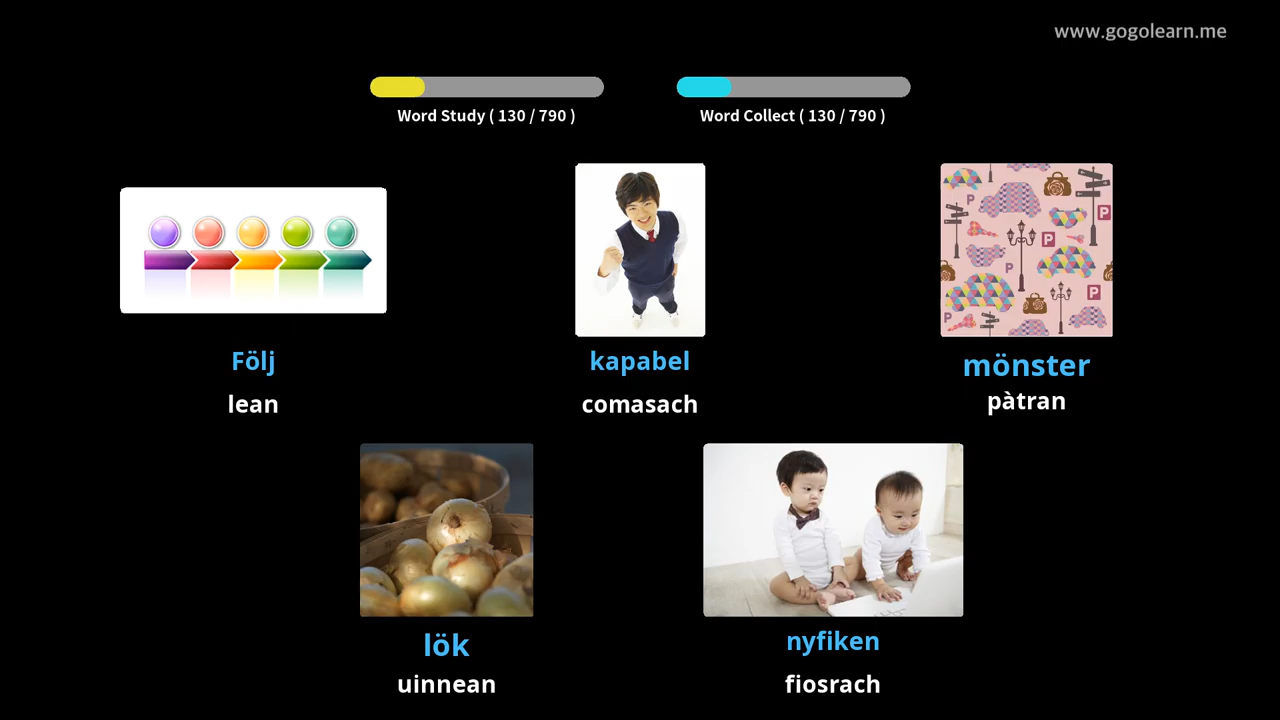 www.gogolearn.me
Word Study ( 130 / 790 )
Word Collect ( 130 / 790 )
P
P
P
P
P
P
Följ
lean
kapabel
comasach
mönster
pàtran
lök
uinnean
nyfiken
fiosrach